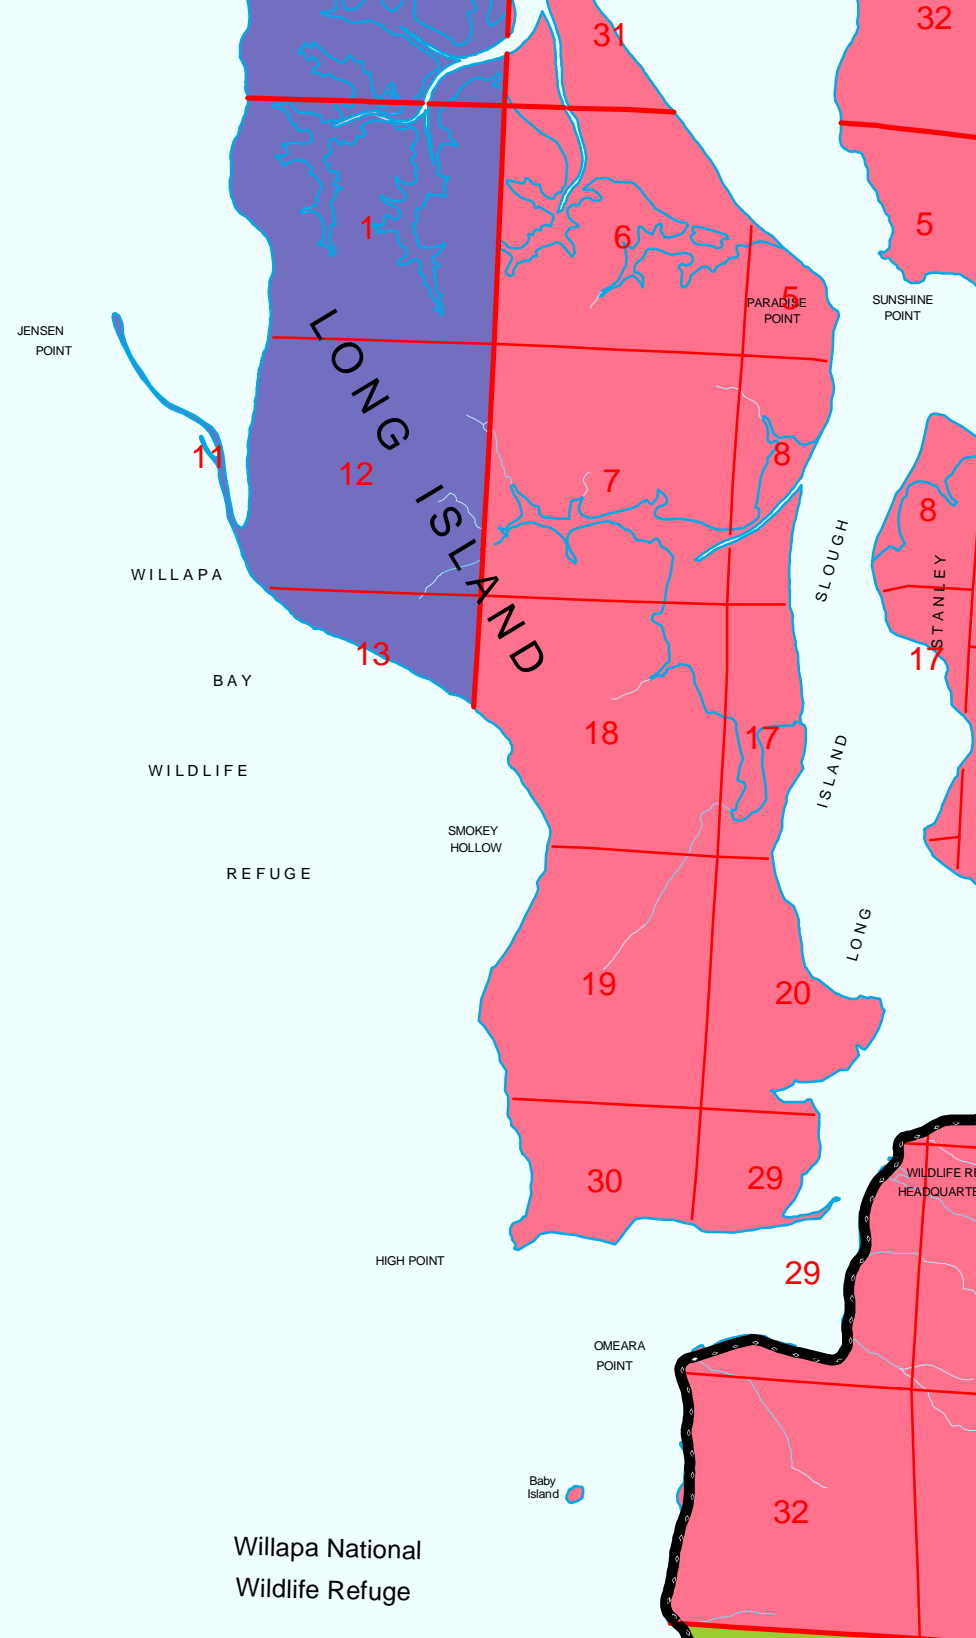 31
32
1
6
5
5
PARADISE
POINT
SUNSHINE
POINT
JENSEN
POINT
LONG ISLAND
11
12
7
8
8
WILLAPA
13
BAY
WILDLIFE
REFUGE
SLOUGH
ISLAND
LONG
STANLEY
17
18
17
SMOKEY
HOLLOW
19
20
30
29
WILDLIFE RE
HEADQUARTE
HIGH POINT
29
OMEARA
POINT
Baby
Island
32
Willapa National
Wildlife Refuge